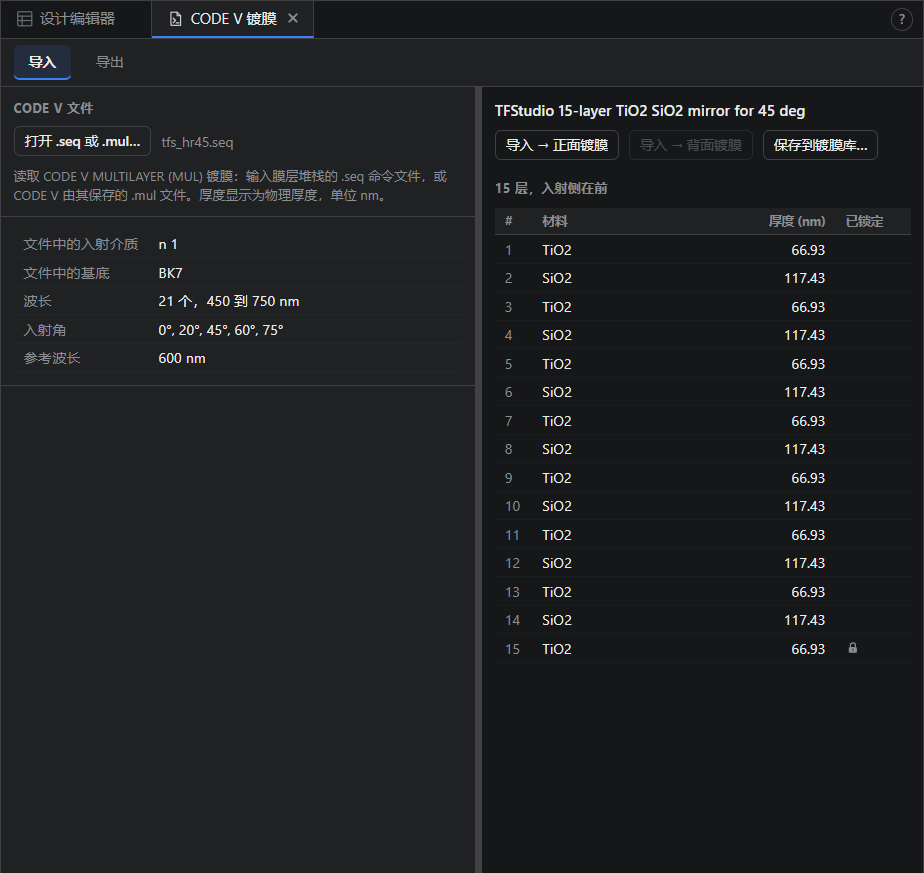 设计编辑器
CODE V 镀膜 ✕
?
导入
导出
CODE V 文件
打开 .seq 或 .mul...
tfs_hr45.seq
读取 CODE V MULTILAYER (MUL) 镀膜：输入膜层堆栈的 .seq 命令文件，或
CODE V 由其保存的 .mul 文件。厚度显示为物理厚度，单位 nm。
文件中的入射介质 n 1
文件中的基底 BK7
波长 21 个，450 到 750 nm
入射角 0°, 20°, 45°, 60°, 75°
参考波长 600 nm
TFStudio 15-layer TiO2 SiO2 mirror for 45 deg
导入 → 正面镀膜
导入 → 背面镀膜
保存到镀膜库...
15 层，入射侧在前
# 材料 厚度 (nm) 已锁定
1 TiO2 66.93
2 SiO2 117.43
3 TiO2 66.93
4 SiO2 117.43
5 TiO2 66.93
6 SiO2 117.43
7 TiO2 66.93
8 SiO2 117.43
9 TiO2 66.93
10 SiO2 117.43
11 TiO2 66.93
12 SiO2 117.43
13 TiO2 66.93
14 SiO2 117.43
15 TiO2 66.93